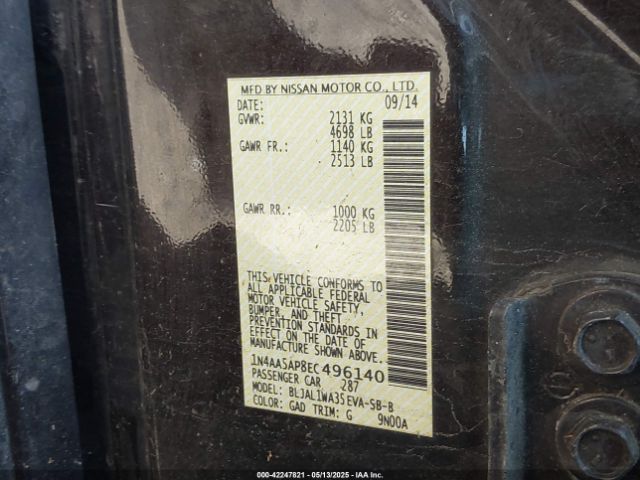 MFD BY NISSAN MOTOR CO., LTD.
DATE: 09/14
GVWR: 2131 KG
4698 LB
GAWR FR.: 1140 KG
2513 LB
GAWR RR.: 1000 KG
2205 LB
THIS VEHICLE CONFORMS TO
ALL APPLICABLE FEDERAL
MOTOR VEHICLE SAFETY,
BUMPER, AND THEFT
PREVENTION STANDARDS IN
EFFECT ON THE DATE OF
MANUFACTURE SHOWN ABOVE.
1N4AA5AP8EC496140
PASSENGER CAR 287
MODEL: BLJAL1WA35EVA-SB-B
COLOR: GAD TRIM: G 9N00A
000-42247821 - 05/13/2025 - IAAI.COM